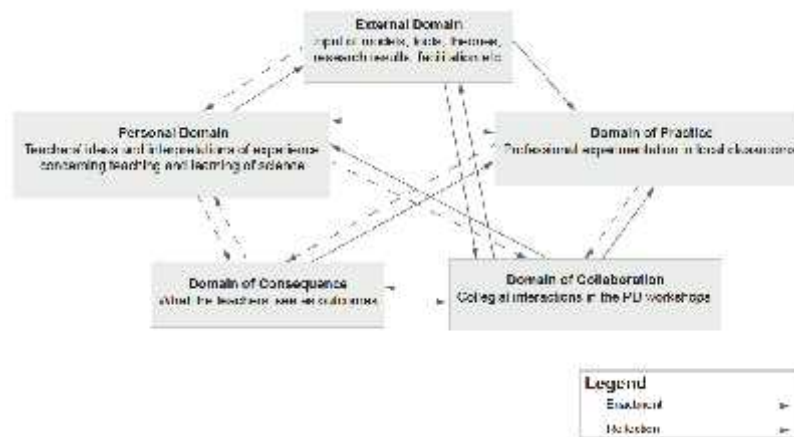 External Domain
Input of models, tools, theories,
research results, facilitation etc
Personal Domain
Teachers' ideas and interpretations of experience
concerning teaching and learning of science
Domain of Practice
Professional experimentation in local classrooms
Domain of Consequence
What the teachers see as outcomes
Domain of Collaboration
Collegial interactions in the PD workshops
Legend
Enactment
Reflection